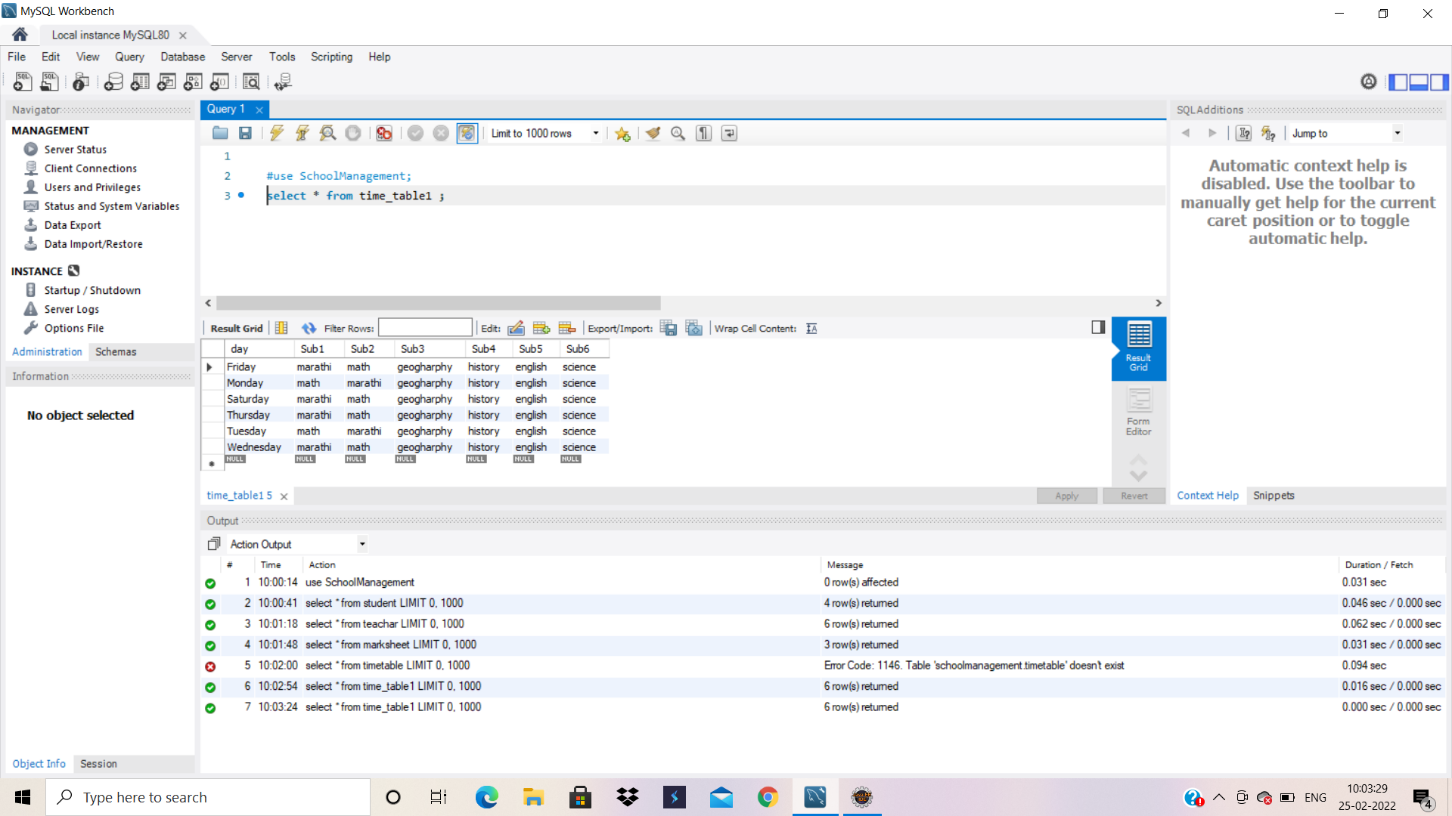 MySQL Workbench
Local instance MySQL80
File Edit View Query Database Server Tools Scripting Help
Navigator
MANAGEMENT
Server Status
Client Connections
Users and Privileges
Status and System Variables
Data Export
Data Import/Restore
INSTANCE
Startup / Shutdown
Server Logs
Options File
Administration Schemas
Information
No object selected
Object Info Session
Query 1
Limit to 1000 rows
1
2 #use SchoolManagement;
3 select * from time_table1 ;
Result Grid Filter Rows: Edit: Export/Import: Wrap Cell Content:
day Sub1 Sub2 Sub3 Sub4 Sub5 Sub6
Friday marathi math geogharphy history english science
Monday math marathi geogharphy history english science
Saturday marathi math geogharphy history english science
Thursday marathi math geogharphy history english science
Tuesday math marathi geogharphy history english science
Wednesday marathi math geogharphy history english science
NULL NULL NULL NULL NULL NULL NULL
Result
Grid
Form
Editor
time_table1 5
Apply Revert
SQLAdditions
Jump to
Automatic context help is
disabled. Use the toolbar to
manually get help for the current
caret position or to toggle
automatic help.
Context Help Snippets
Output
Action Output
# Time Action Message Duration / Fetch
1 10:00:14 use SchoolManagement 0 row(s) affected 0.031 sec
2 10:00:41 select * from student LIMIT 0, 1000 4 row(s) returned 0.046 sec / 0.000 sec
3 10:01:18 select * from teachar LIMIT 0, 1000 6 row(s) returned 0.062 sec / 0.000 sec
4 10:01:48 select * from marksheet LIMIT 0, 1000 3 row(s) returned 0.031 sec / 0.000 sec
5 10:02:00 select * from timetable LIMIT 0, 1000 Error Code: 1146. Table 'schoolmanagement.timetable' doesn't exist 0.094 sec
6 10:02:54 select * from time_table1 LIMIT 0, 1000 6 row(s) returned 0.016 sec / 0.000 sec
7 10:03:24 select * from time_table1 LIMIT 0, 1000 6 row(s) returned 0.000 sec / 0.000 sec
Type here to search
ENG
10:03:29
25-02-2022
4